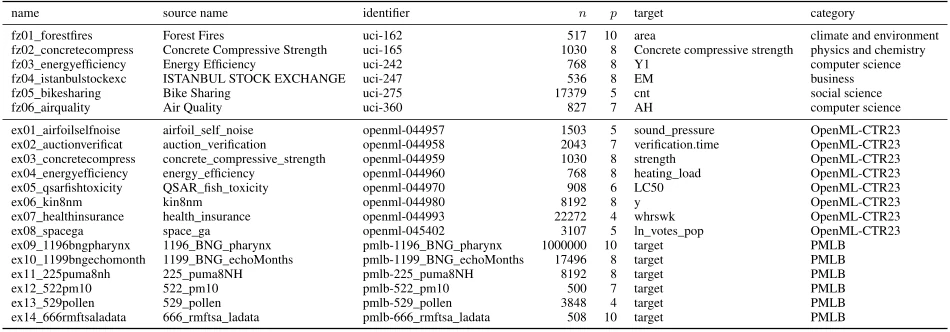 name source name identifier n p target category
fz01_forestfires Forest Fires uci-162 517 10 area climate and environment
fz02_concretecompress Concrete Compressive Strength uci-165 1030 8 Concrete compressive strength physics and chemistry
fz03_energyefficiency Energy Efficiency uci-242 768 8 Y1 computer science
fz04_istanbulstockexc ISTANBUL STOCK EXCHANGE uci-247 536 8 EM business
fz05_bikesharing Bike Sharing uci-275 17379 5 cnt social science
fz06_airquality Air Quality uci-360 827 7 AH computer science
ex01_airfoilselfnoise airfoil_self_noise openml-044957 1503 5 sound_pressure OpenML-CTR23
ex02_auctionverificat auction_verification openml-044958 2043 7 verification.time OpenML-CTR23
ex03_concretecompress concrete_compressive_strength openml-044959 1030 8 strength OpenML-CTR23
ex04_energyefficiency energy_efficiency openml-044960 768 8 heating_load OpenML-CTR23
ex05_qsarfishtoxicity QSAR_fish_toxicity openml-044970 908 6 LC50 OpenML-CTR23
ex06_kin8nm kin8nm openml-044980 8192 8 y OpenML-CTR23
ex07_healthinsurance health_insurance openml-044993 22272 4 whrswk OpenML-CTR23
ex08_spacega space_ga openml-045402 3107 5 ln_votes_pop OpenML-CTR23
ex09_1196bngpharynx 1196_BNG_pharynx pmlb-1196_BNG_pharynx 1000000 10 target PMLB
ex10_1199bngechomonth 1199_BNG_echoMonths pmlb-1199_BNG_echoMonths 17496 8 target PMLB
ex11_225puma8nh 225_puma8NH pmlb-225_puma8NH 8192 8 target PMLB
ex12_522pm10 522_pm10 pmlb-522_pm10 500 7 target PMLB
ex13_529pollen 529_pollen pmlb-529_pollen 3848 4 target PMLB
ex14_666rmftsaladata 666_rmftsa_ladata pmlb-666_rmftsa_ladata 508 10 target PMLB